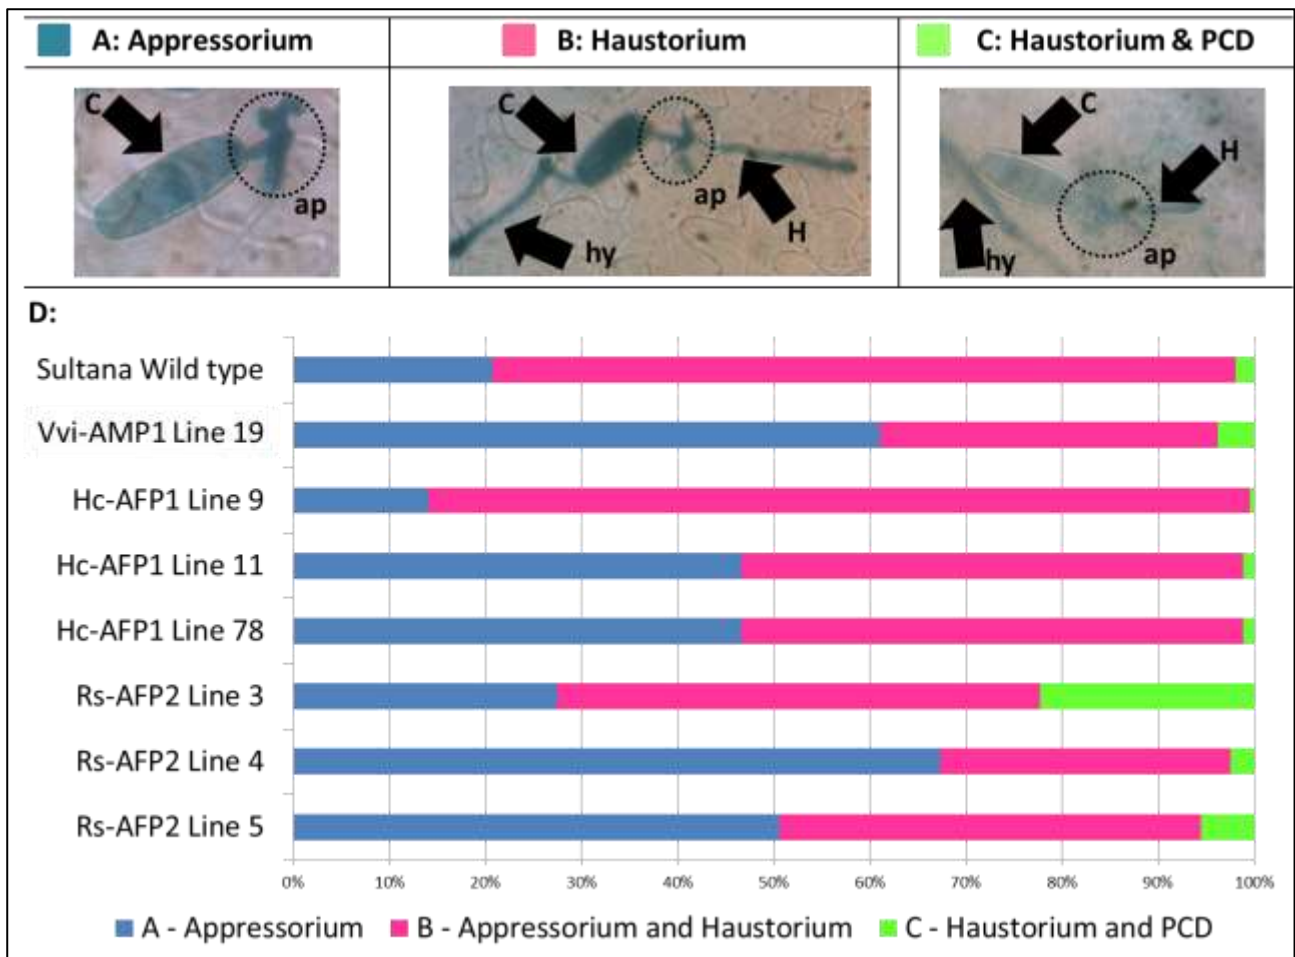 A: Appressorium
B: Haustorium
C: Haustorium & PCD
C
ap
C
ap
H
hy
C
H
ap
hy
D:
Sultana Wild type
Vvi-AMP1 Line 19
Hc-AFP1 Line 9
Hc-AFP1 Line 11
Hc-AFP1 Line 78
Rs-AFP2 Line 3
Rs-AFP2 Line 4
Rs-AFP2 Line 5
0% 10% 20% 30% 40% 50% 60% 70% 80% 90% 100%
A - Appressorium B - Appressorium and Haustorium C - Haustorium and PCD